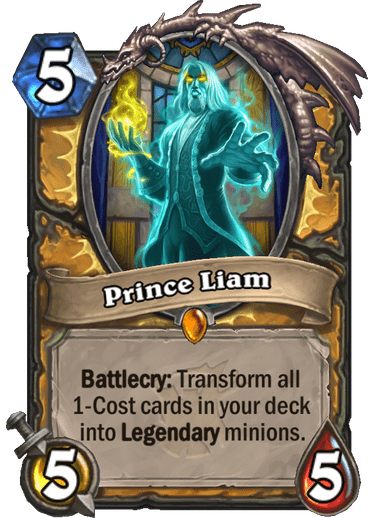 5
Prince Liam
Battlecry: Transform all
1-Cost cards in your deck
into Legendary minions.
5 5